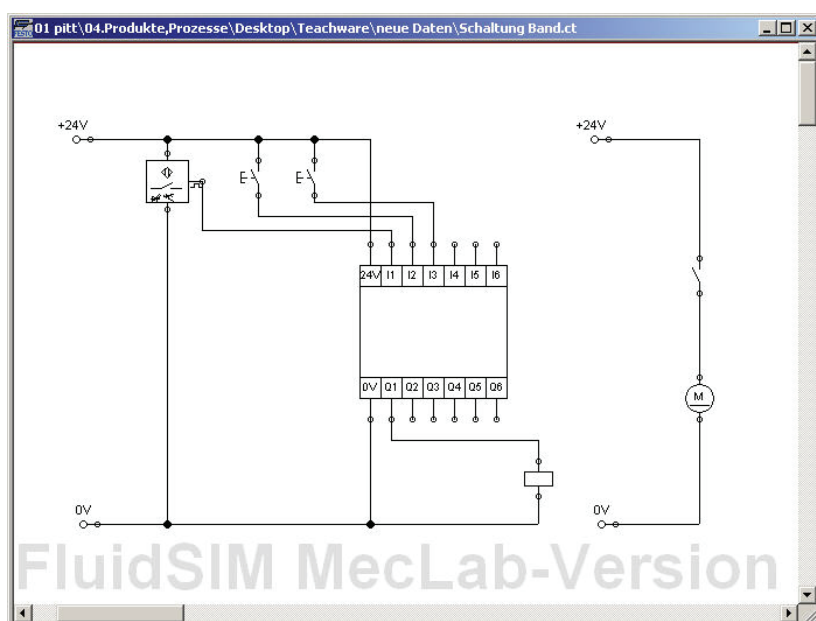 01 pitt\04.Produkte,Prozesse\Desktop\Teachware\neue Daten\Schaltung Band.ct
+24V
+24V
24V I1 I2 I3 I4 I5 I6
0V Q1 Q2 Q3 Q4 Q5 Q6
M
0V
0V
FluidSIM MecLab-Version